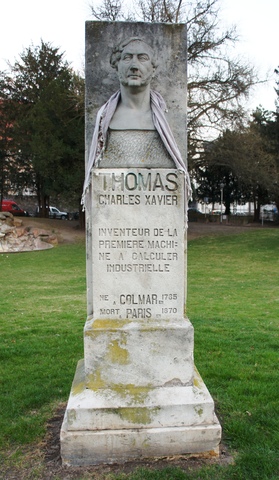 THOMAS
CHARLES XAVIER
INVENTEUR DE LA
PREMIERE MACHI-
NE A CALCULER
INDUSTRIELLE
NE A COLMAR 1785
MORT A PARIS 1870